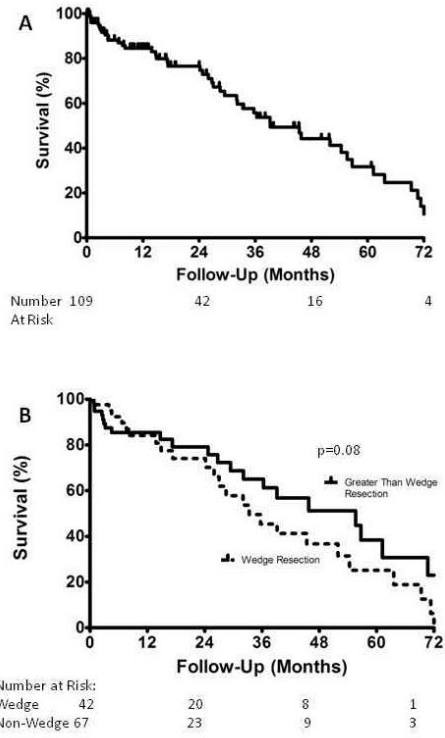 A
100
80
60
40
20
0
Survival (%)
0 12 24 36 48 60 72
Follow-Up (Months)
Number 109 42 16 4
At Risk
B
100
80
60
40
20
0
Survival (%)
p=0.08
Greater Than Wedge
Resection
Wedge Resection
0 12 24 36 48 60 72
Follow-Up (Months)
Number at Risk:
Wedge 42 20 8 1
Non-Wedge 67 23 9 3